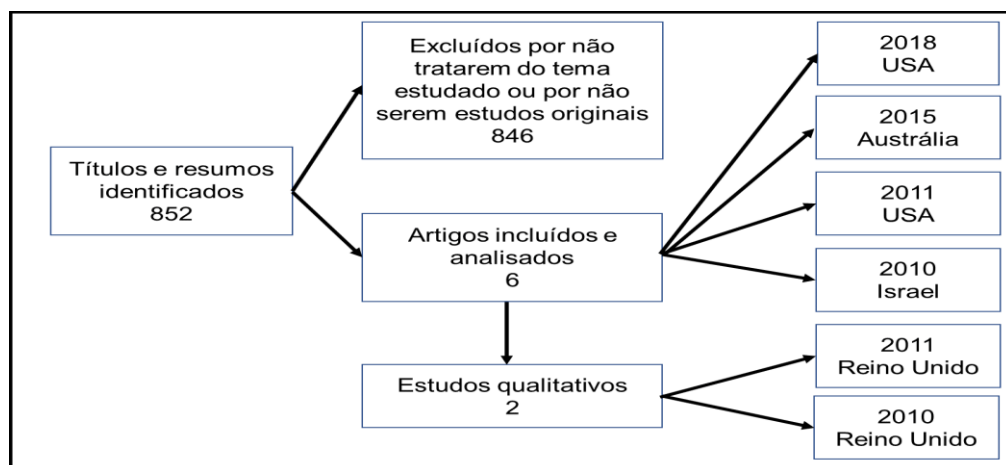 Títulos e resumos
identificados
852
Excluídos por não
tratarem do tema
estudado ou por não
serem estudos originais
846
Artigos incluídos e
analisados
6
Estudos qualitativos
2
2018
USA
2015
Austrália
2011
USA
2010
Israel
2011
Reino Unido
2010
Reino Unido